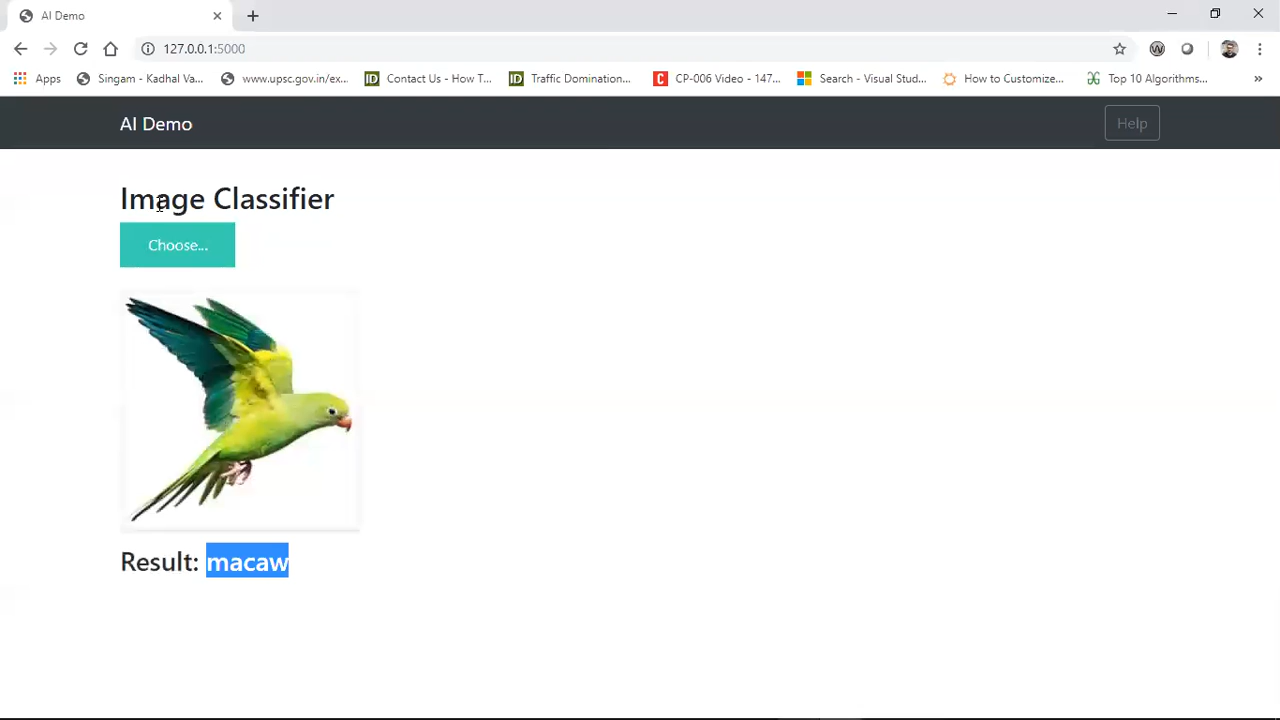 AI Demo
127.0.0.1:5000
Apps
Singam - Kadhal Va...
www.upsc.gov.in/ex...
Contact Us - How T...
Traffic Domination...
CP-006 Video - 147...
Search - Visual Stud...
How to Customize...
Top 10 Algorithms...
»
AI Demo
Help
Image Classifier
Choose...
Result: macaw